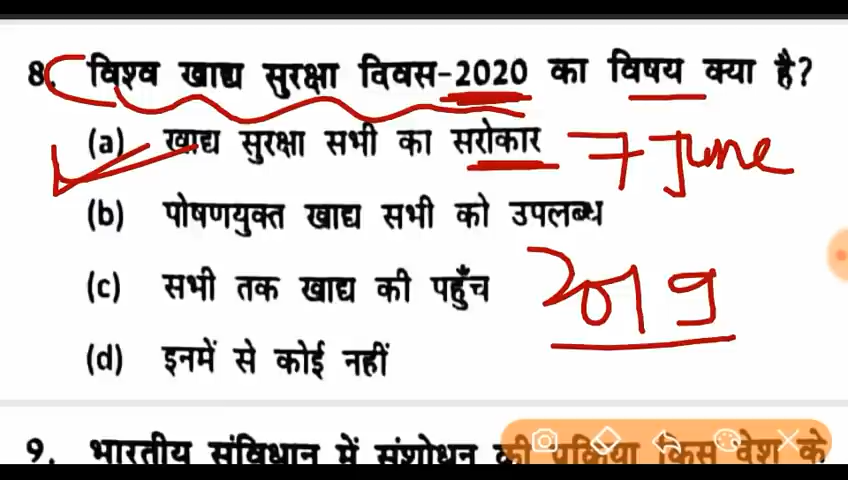 8. विश्व खाद्य सुरक्षा दिवस-2020 का विषय क्या है?
(a) खाद्य सुरक्षा सभी का सरोकार 7 June
(b) पोषणयुक्त खाद्य सभी को उपलब्ध
(c) सभी तक खाद्य की पहुँच 2019
(d) इनमें से कोई नहीं
9. भारतीय संविधान में संशोधन की प्रक्रिया किस देश के